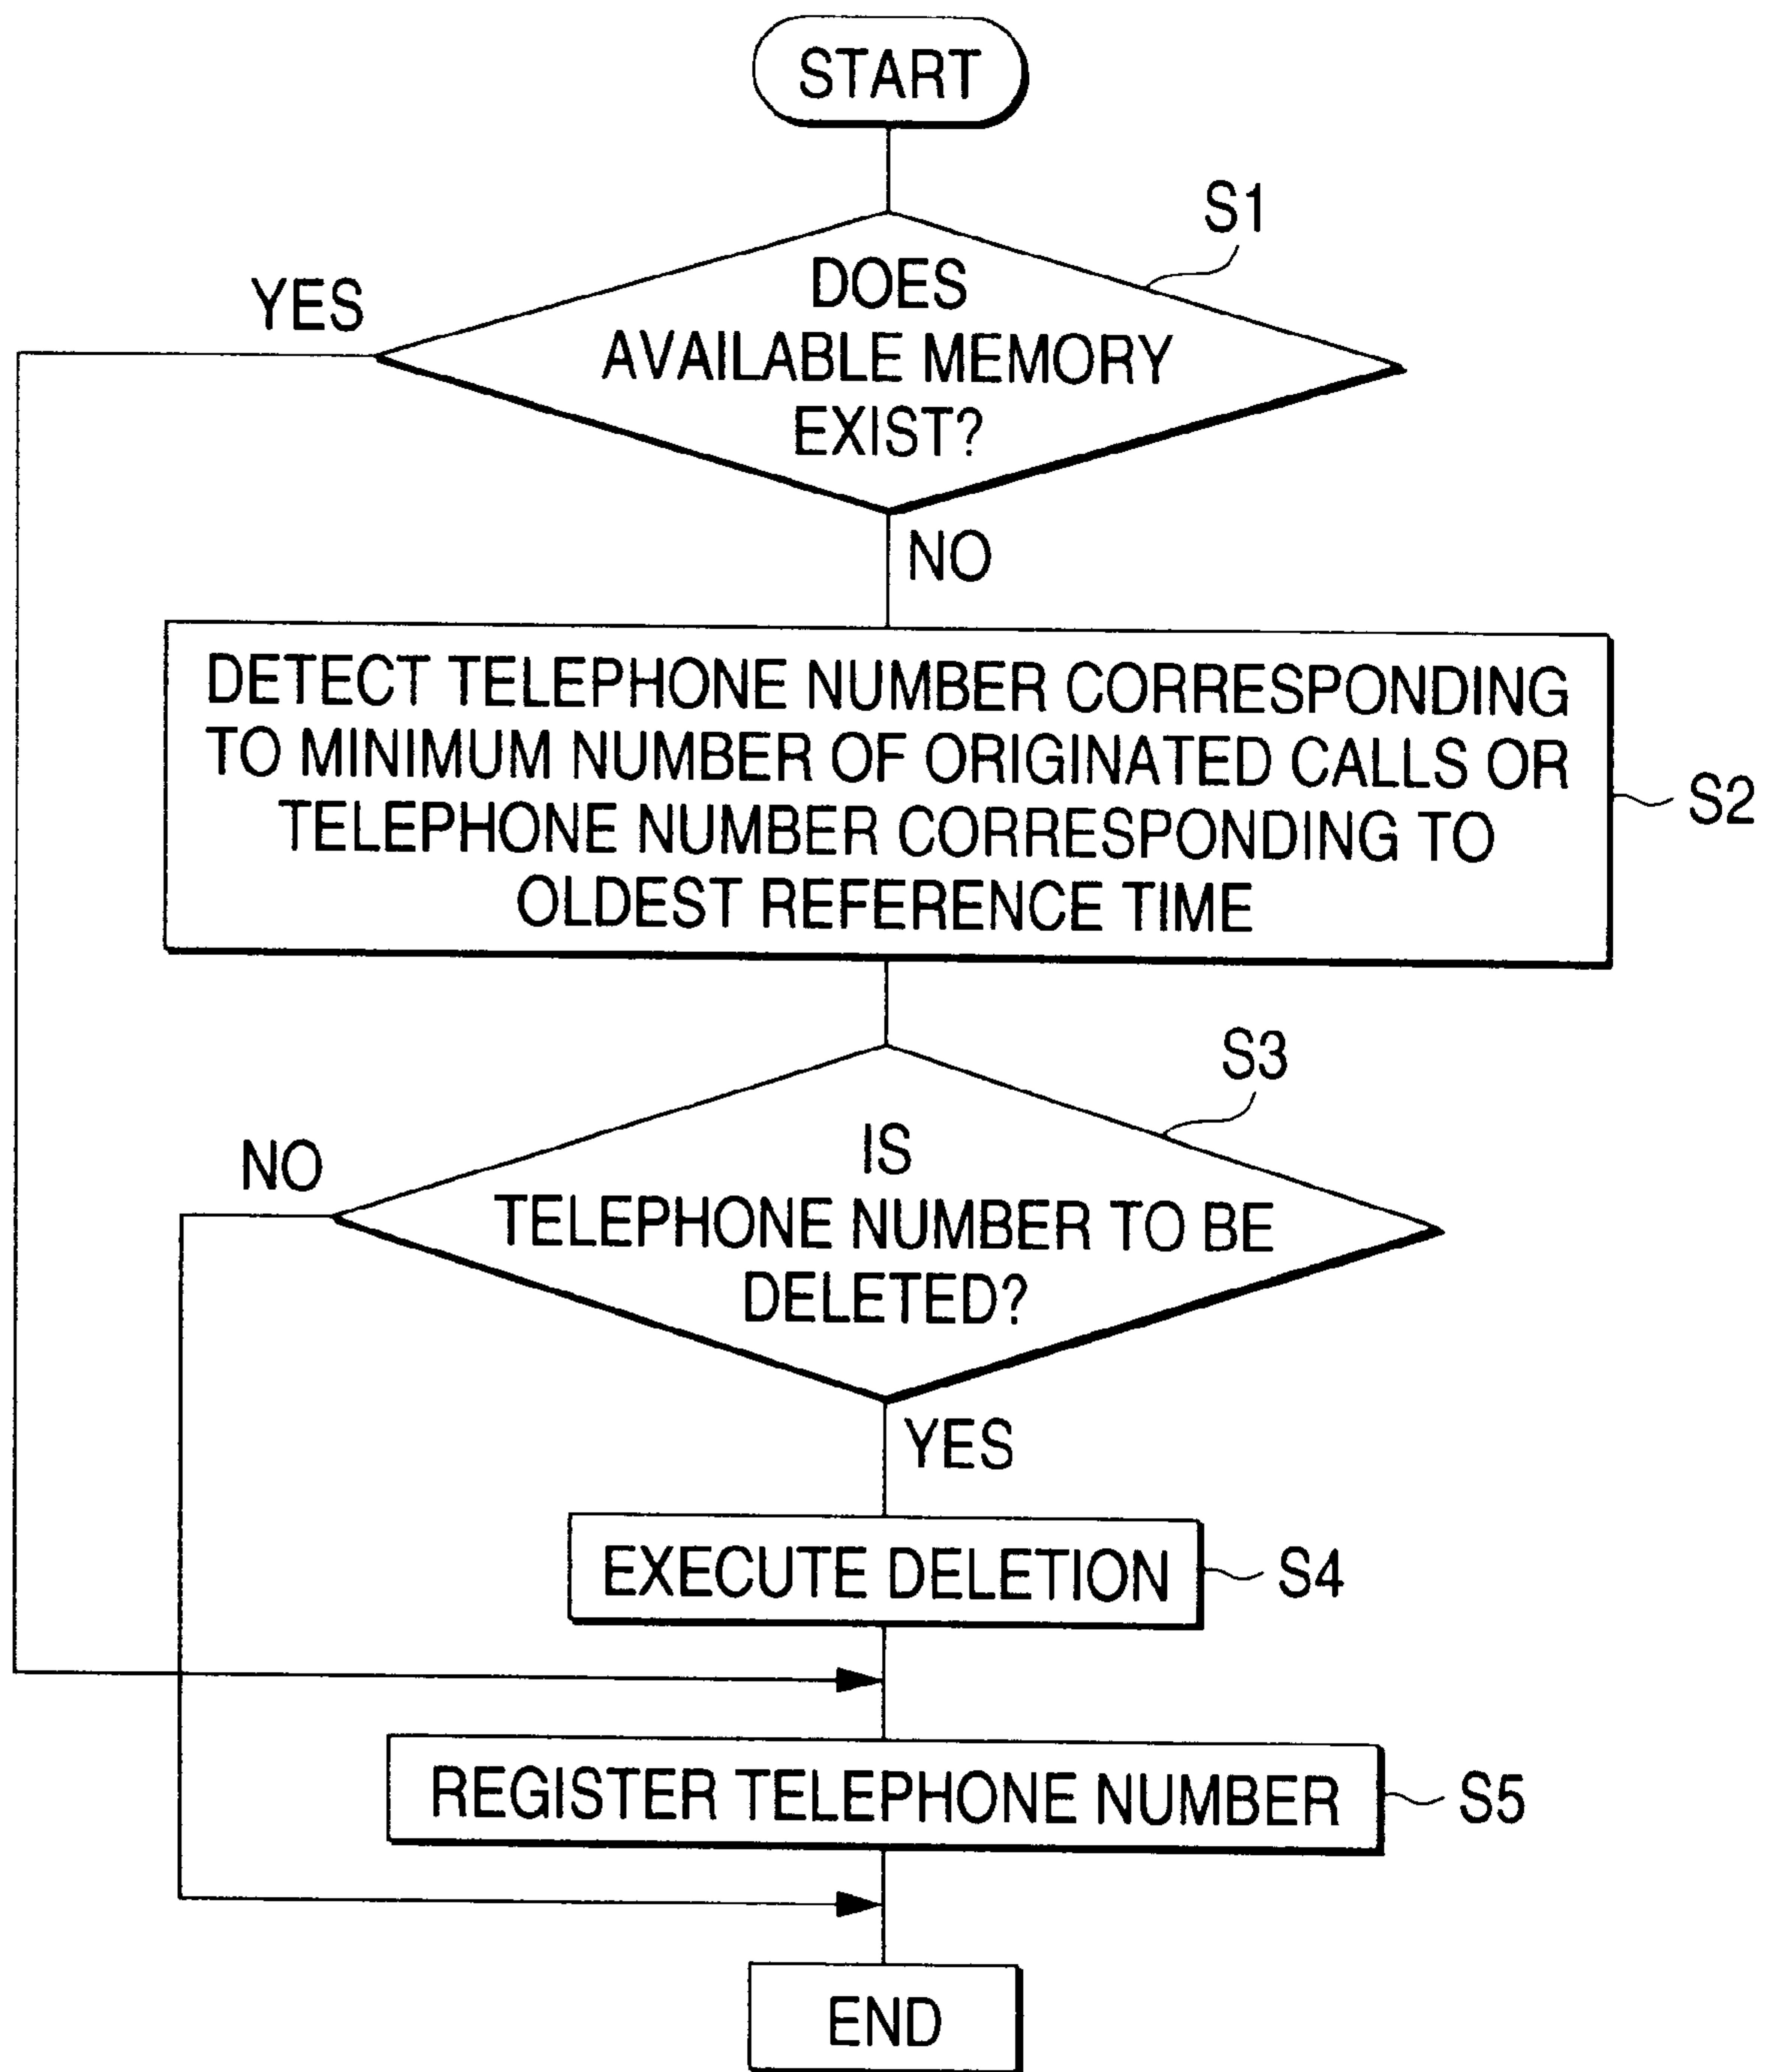 START
S1
DOES
YES
AVAILABLE MEMORY
EXIST?
NO
DETECT TELEPHONE NUMBER CORRESPONDING
TO MINIMUM NUMBER OF ORIGINATED CALLS OR
TELEPHONE NUMBER CORRESPONDING TO
OLDEST REFERENCE TIME
S2
S3
IS
NO
TELEPHONE NUMBER TO BE
DELETED?
YES
EXECUTE DELETION
S4
REGISTER TELEPHONE NUMBER
S5
END